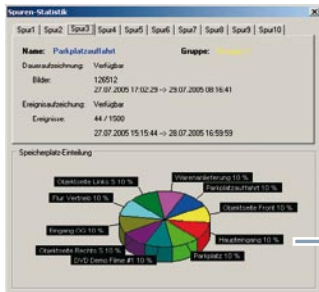 Spuren-Statistik
Spur1 Spur2 Spur3 Spur4 Spur5 Spur6 Spur7 Spur8 Spur9 Spur10
Name: Parkplatzauffahrt Gruppe:
Daueraufzeichnung: Verfügbar
Bilder: 126512
27.07.2005 17:02:29 -> 29.07.2005 08:16:41
Ereignisaufzeichnung: Verfügbar
Ereignisse: 44 / 1500
27.07.2005 15:15:44 -> 28.07.2005 16:59:59
Speicherplatz-Einteilung
Warenanlieferung 10 %
Objektseite Links S 10 %
Parkplatzauffahrt 10 %
Flur Vertrieb 10 %
Objektseite Front 10 %
Eingang OG 10 %
Haupteingang 10 %
Objektseite Rechts S 10 %
Parkplatz 10 %
DVD Demo Filme #1 10 %